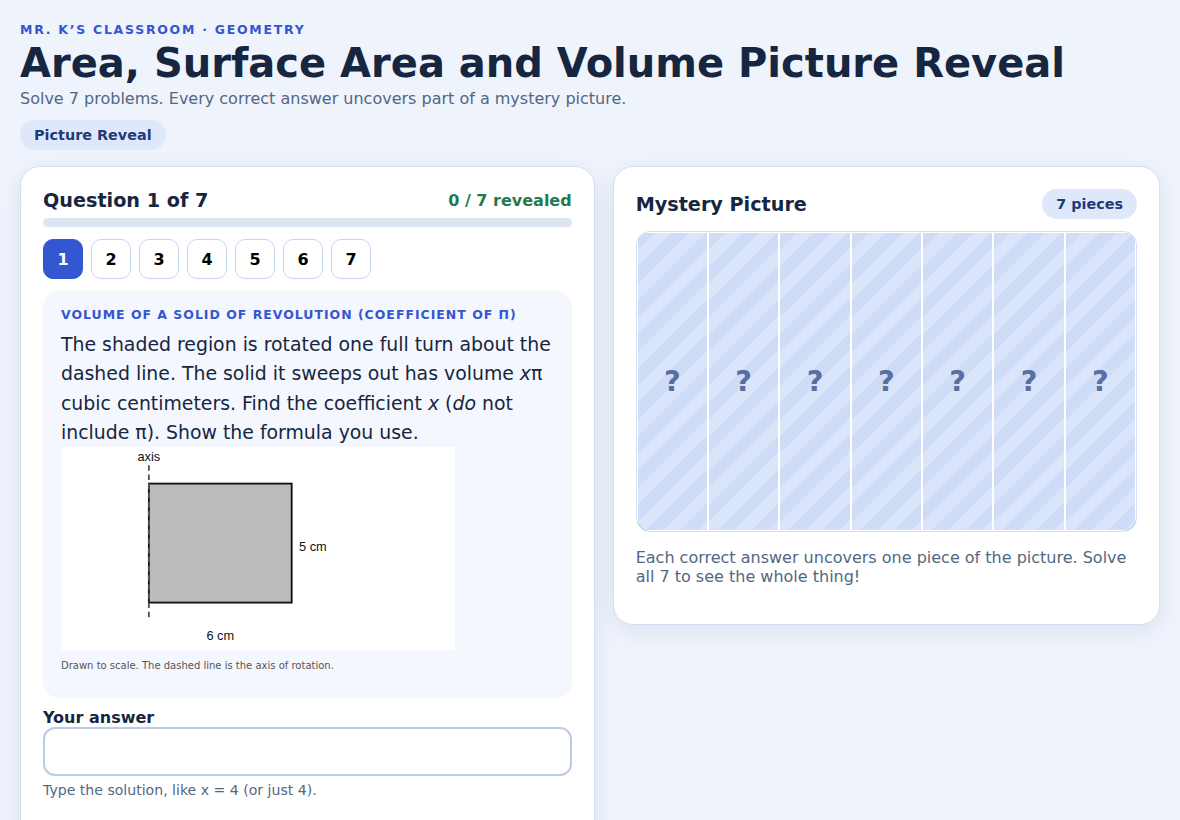 MR. K’S CLASSROOM · GEOMETRY
Area, Surface Area and Volume Picture Reveal
Solve 7 problems. Every correct answer uncovers part of a mystery picture.
Picture Reveal
Question 1 of 7
0 / 7 revealed
1 2 3 4 5 6 7
VOLUME OF A SOLID OF REVOLUTION (COEFFICIENT OF Π)
The shaded region is rotated one full turn about the
dashed line. The solid it sweeps out has volume xπ
cubic centimeters. Find the coefficient x (do not
include π). Show the formula you use.
axis
5 cm
6 cm
Drawn to scale. The dashed line is the axis of rotation.
Your answer
Type the solution, like x = 4 (or just 4).
Mystery Picture
7 pieces
? ? ? ? ? ? ?
Each correct answer uncovers one piece of the picture. Solve
all 7 to see the whole thing!